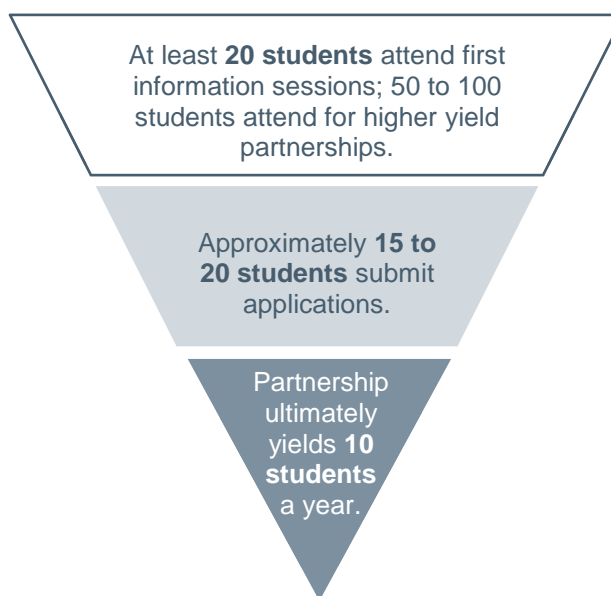 At least 20 students attend first
information sessions; 50 to 100
students attend for higher yield
partnerships.
Approximately 15 to
20 students submit
applications.
Partnership
ultimately
yields 10
students
a year.